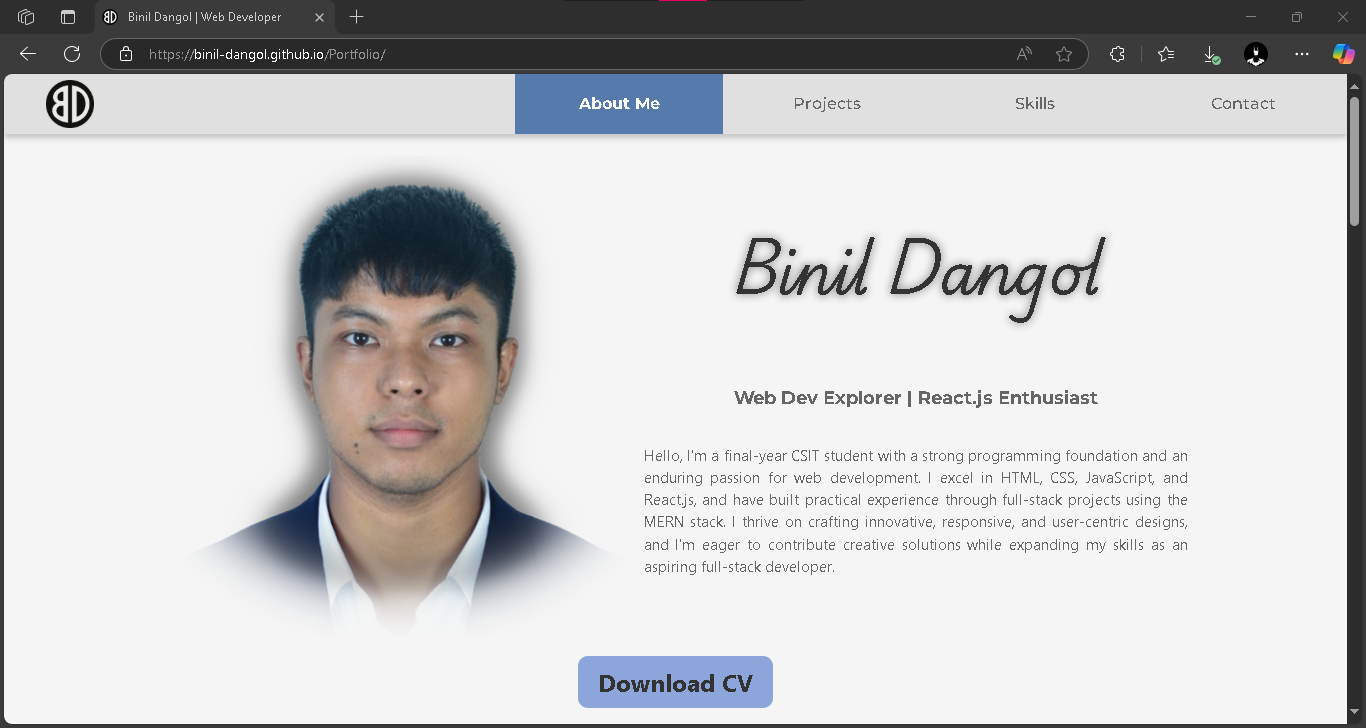 Binil Dangol | Web Developer
https://binil-dangol.github.io/Portfolio/
BD
About Me
Projects
Skills
Contact
Binil Dangol
Web Dev Explorer | React.js Enthusiast
Hello, I'm a final-year CSIT student with a strong programming foundation and an
enduring passion for web development. I excel in HTML, CSS, JavaScript, and
React.js, and have built practical experience through full-stack projects using the
MERN stack. I thrive on crafting innovative, responsive, and user-centric designs,
and I'm eager to contribute creative solutions while expanding my skills as an
aspiring full-stack developer.
Download CV